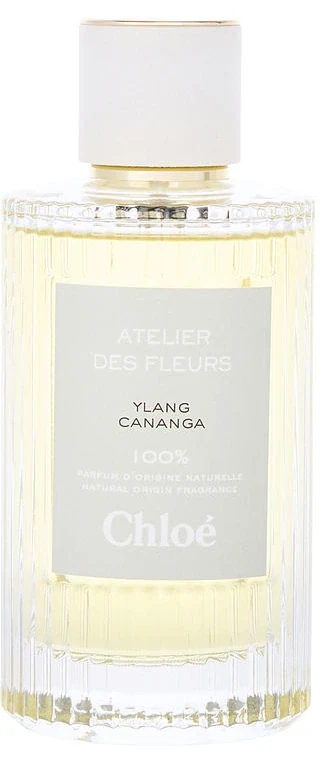 ATELIER
DES FLEURS
YLANG
CANANGA
100%
PARFUM D'ORIGINE NATURELLE
NATURAL ORIGIN FRAGRANCE
Chloé